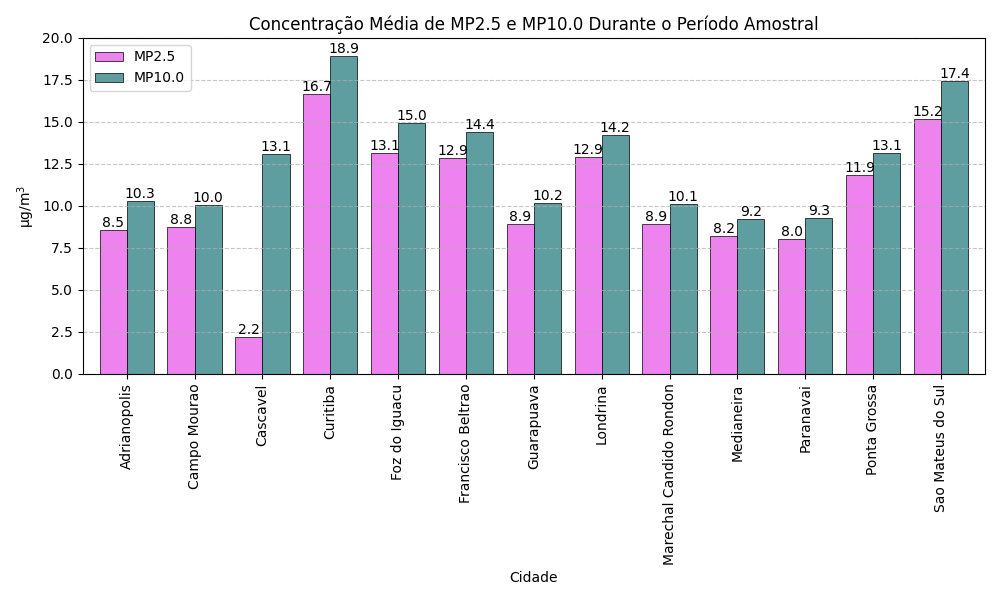 Concentração Média de MP2.5 e MP10.0 Durante o Período Amostral
MP2.5
MP10.0
µg/m³
20.0
17.5
15.0
12.5
10.0
7.5
5.0
2.5
0.0
8.5 10.3
8.8 10.0
2.2 13.1
16.7 18.9
13.1 15.0
12.9 14.4
8.9 10.2
12.9 14.2
8.9 10.1
8.2 9.2
8.0 9.3
11.9 13.1
15.2 17.4
Adrianopolis
Campo Mourao
Cascavel
Curitiba
Foz do Iguacu
Francisco Beltrao
Guarapuava
Londrina
Marechal Candido Rondon
Medianeira
Paranavai
Ponta Grossa
Sao Mateus do Sul
Cidade